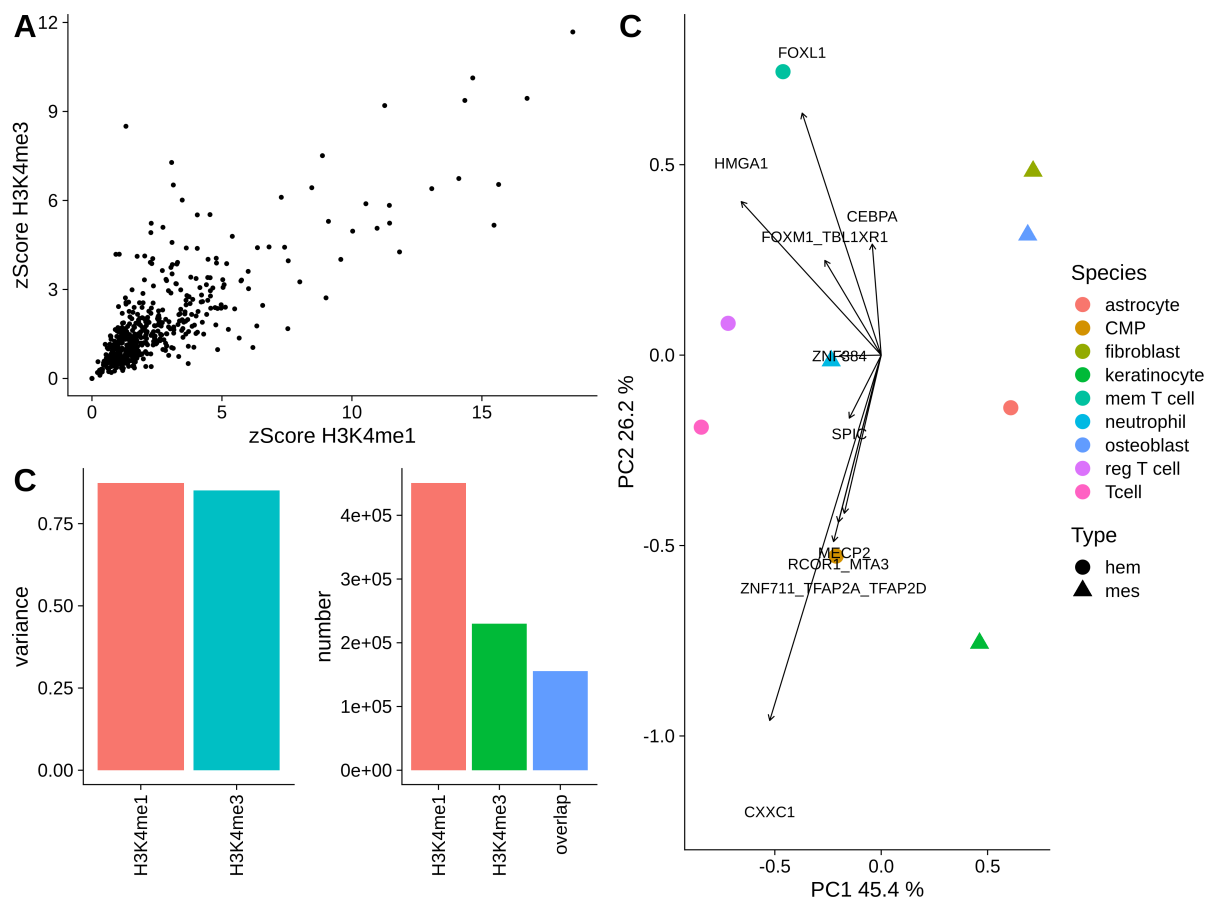 A
12
9
6
3
0
zScore H3K4me3
0
5
10
15
zScore H3K4me1
C
0.75
0.50
0.25
0.00
variance
H3K4me1
H3K4me3
4e+05
3e+05
2e+05
1e+05
0e+00
number
H3K4me1
H3K4me3
overlap
C
FOXL1
HMGA1
CEBPA
FOXM1_TBL1XR1
ZNF384
SPIC
MECP2
RCOR1_MTA3
ZNF711_TFAP2A_TFAP2D
CXXC1
0.5
0.0
-0.5
-1.0
PC2 26.2 %
-0.5
0.0
0.5
PC1 45.4 %
Species
astrocyte
CMP
fibroblast
keratinocyte
mem T cell
neutrophil
osteoblast
reg T cell
Tcell
Type
hem
mes